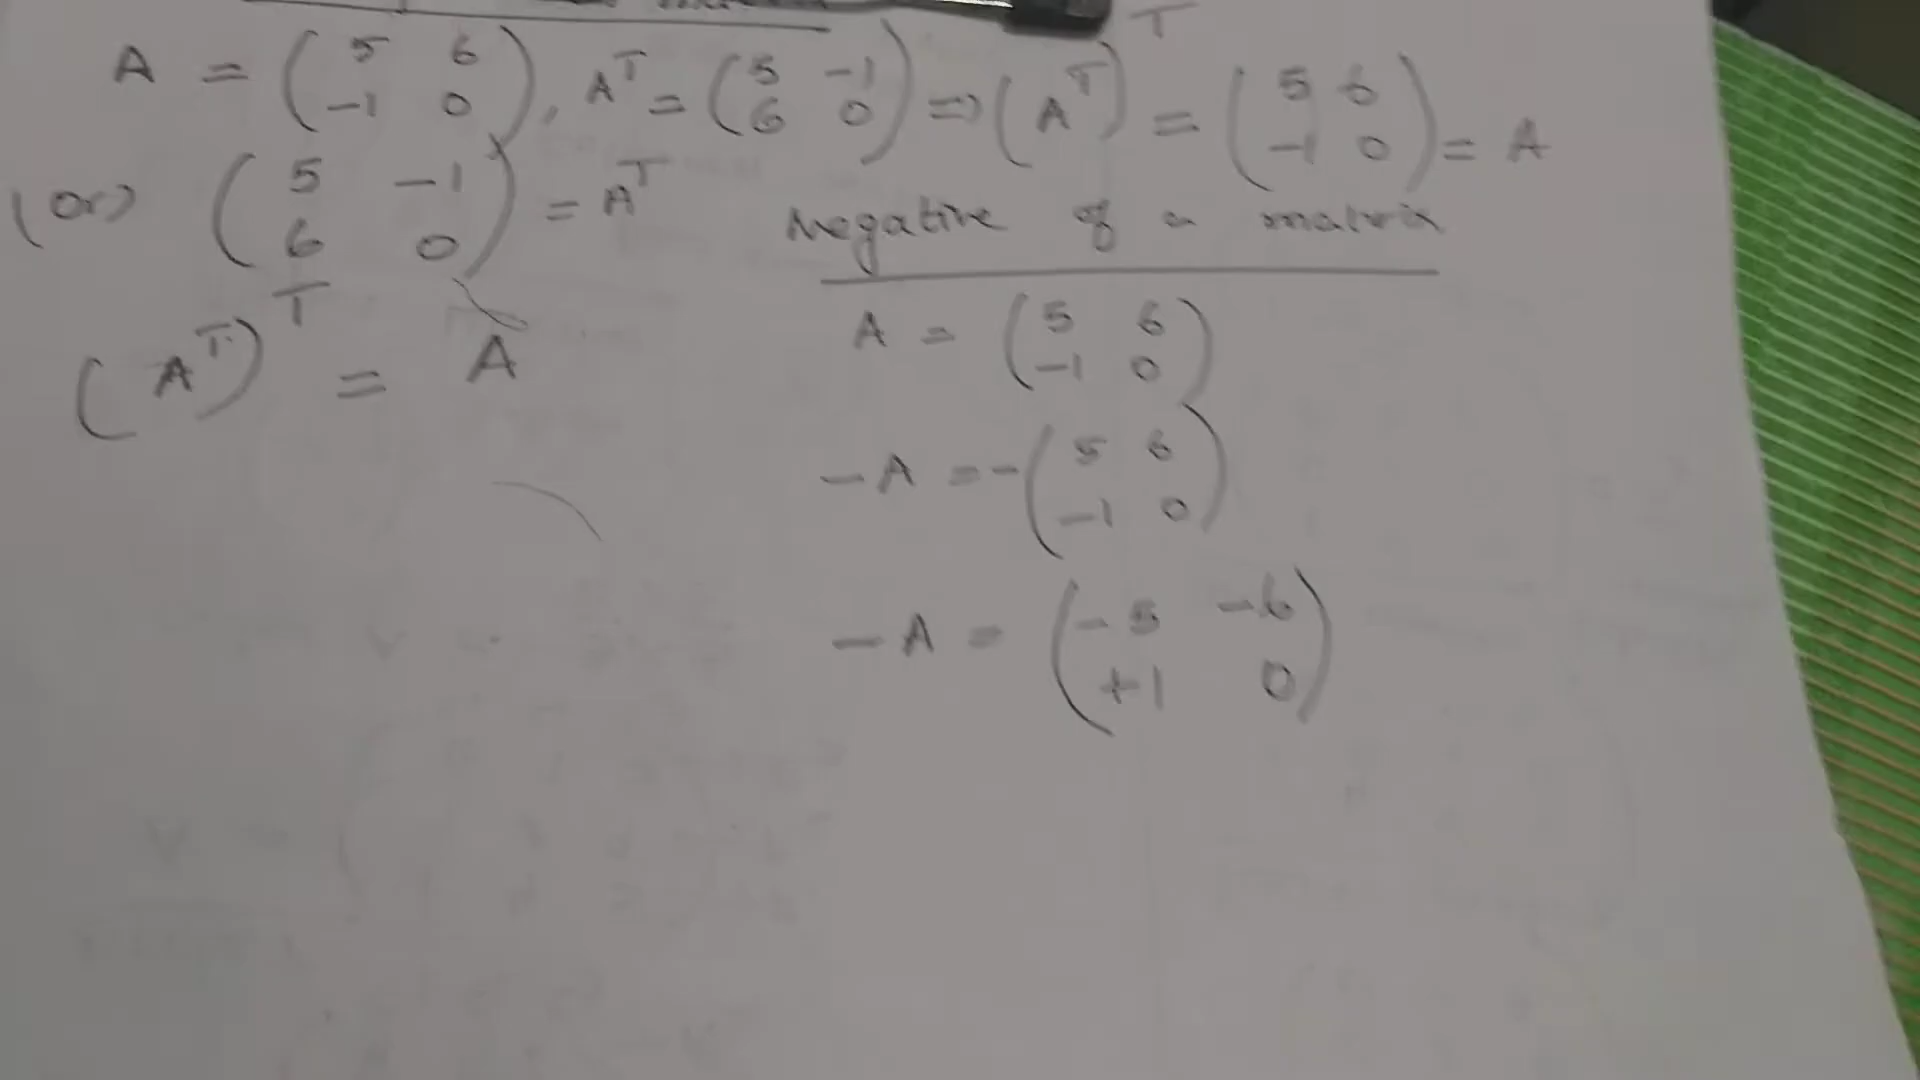 matrix
A = ( 5 6 ; -1 0 ), A^T = ( 5 -1 ; 6 0 ) => (A^T)^T = ( 5 6 ; -1 0 ) = A
(or) ( 5 -1 ; 6 0 ) = A^T
(A^T)^T = A
Negative of a matrix
A = ( 5 6 ; -1 0 )
-A = -( 5 6 ; -1 0 )
-A = ( -5 -6 ; +1 0 )